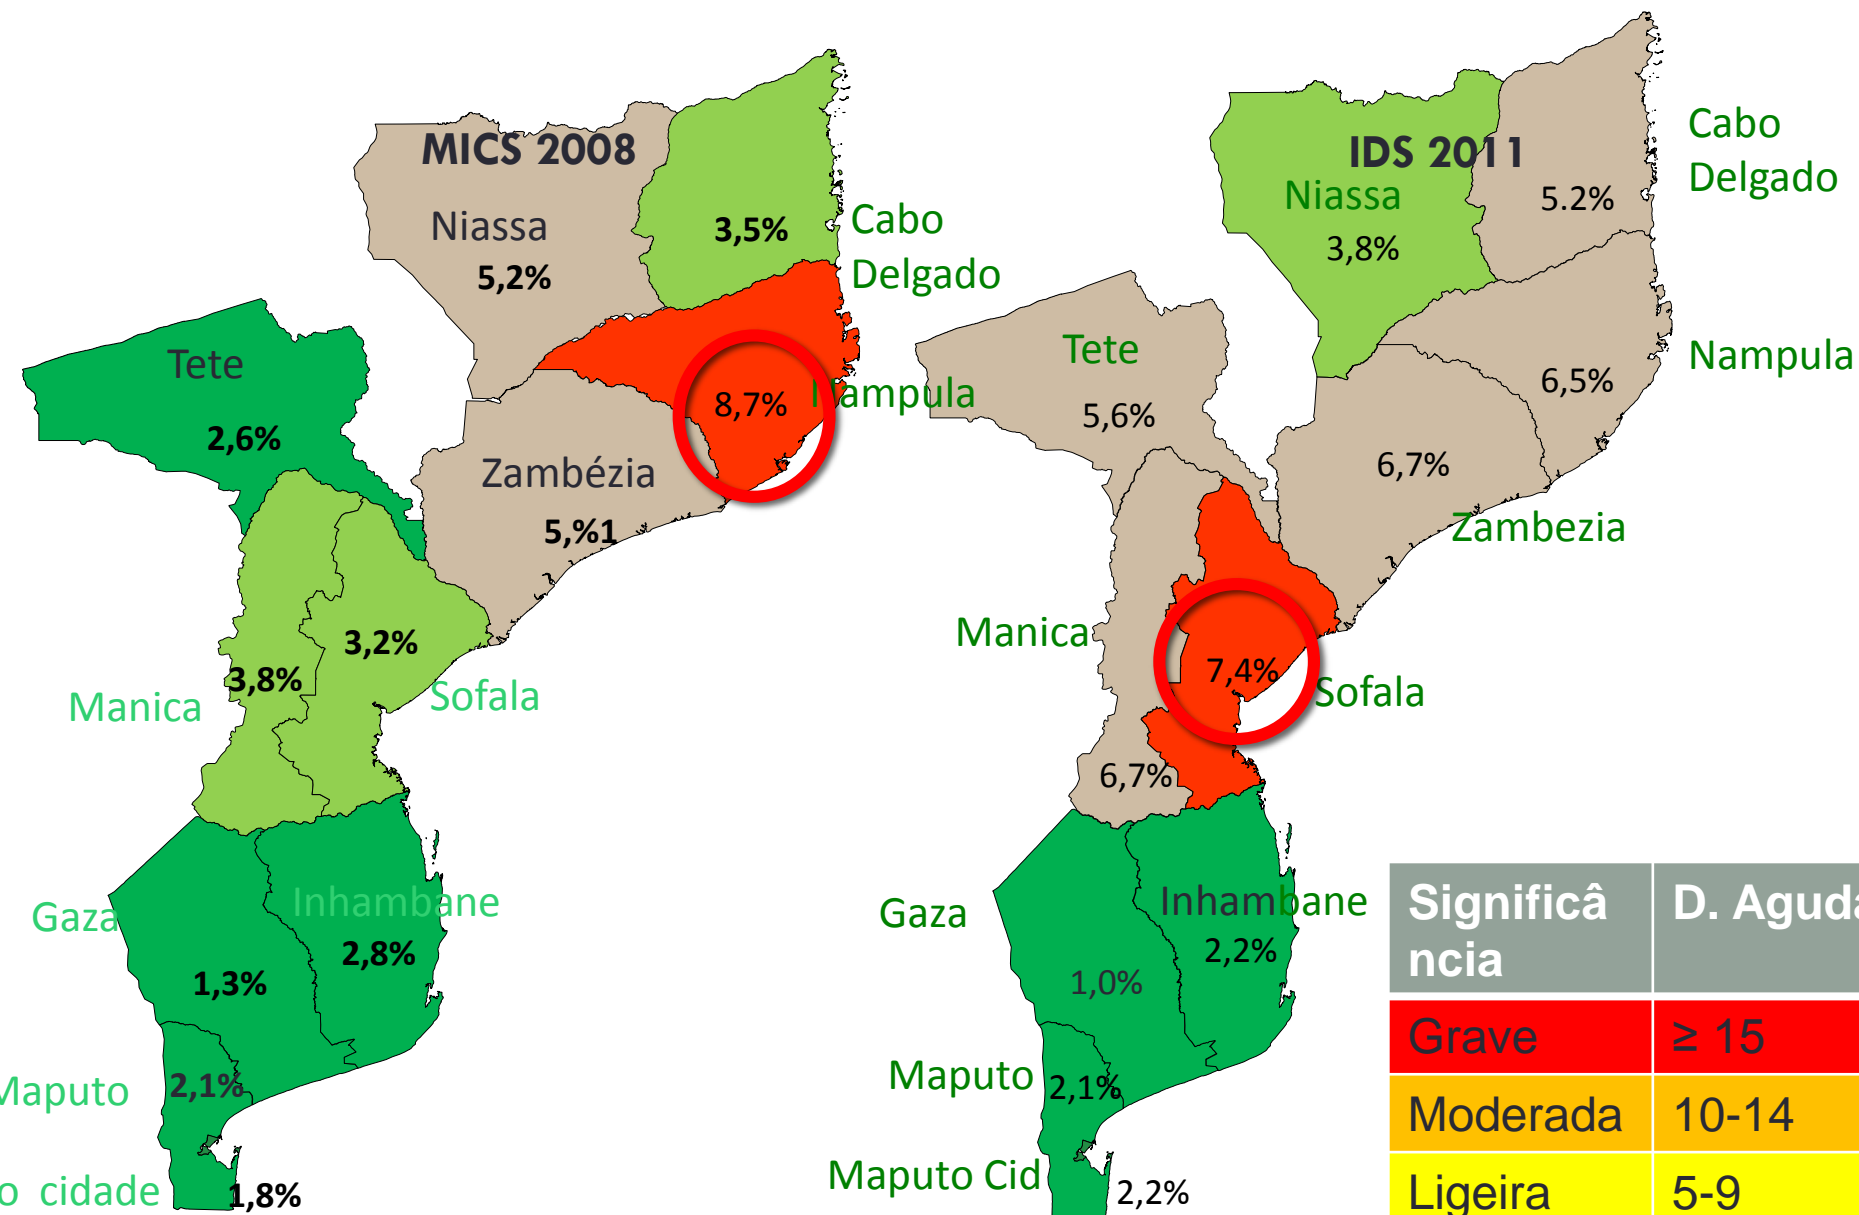 MICS 2008
Niassa
5,2%
3,5%
Cabo
Delgado
Tete
2,6%
8,7%
Nampula
Zambézia
5,%1
3,2%
3,8%
Manica
Sofala
Gaza
Inhambane
2,8%
1,3%
Maputo
2,1%
o cidade
1,8%
IDS 2011
Niassa
3,8%
5.2%
Cabo
Delgado
Tete
5,6%
6,5%
Nampula
6,7%
Zambezia
Manica
7,4%
Sofala
6,7%
Gaza
Inhambane
2,2%
1,0%
Maputo
2,1%
Maputo Cid
2,2%
Significâ
ncia
D. Aguda
Grave
≥ 15
Moderada
10-14
Ligeira
5-9